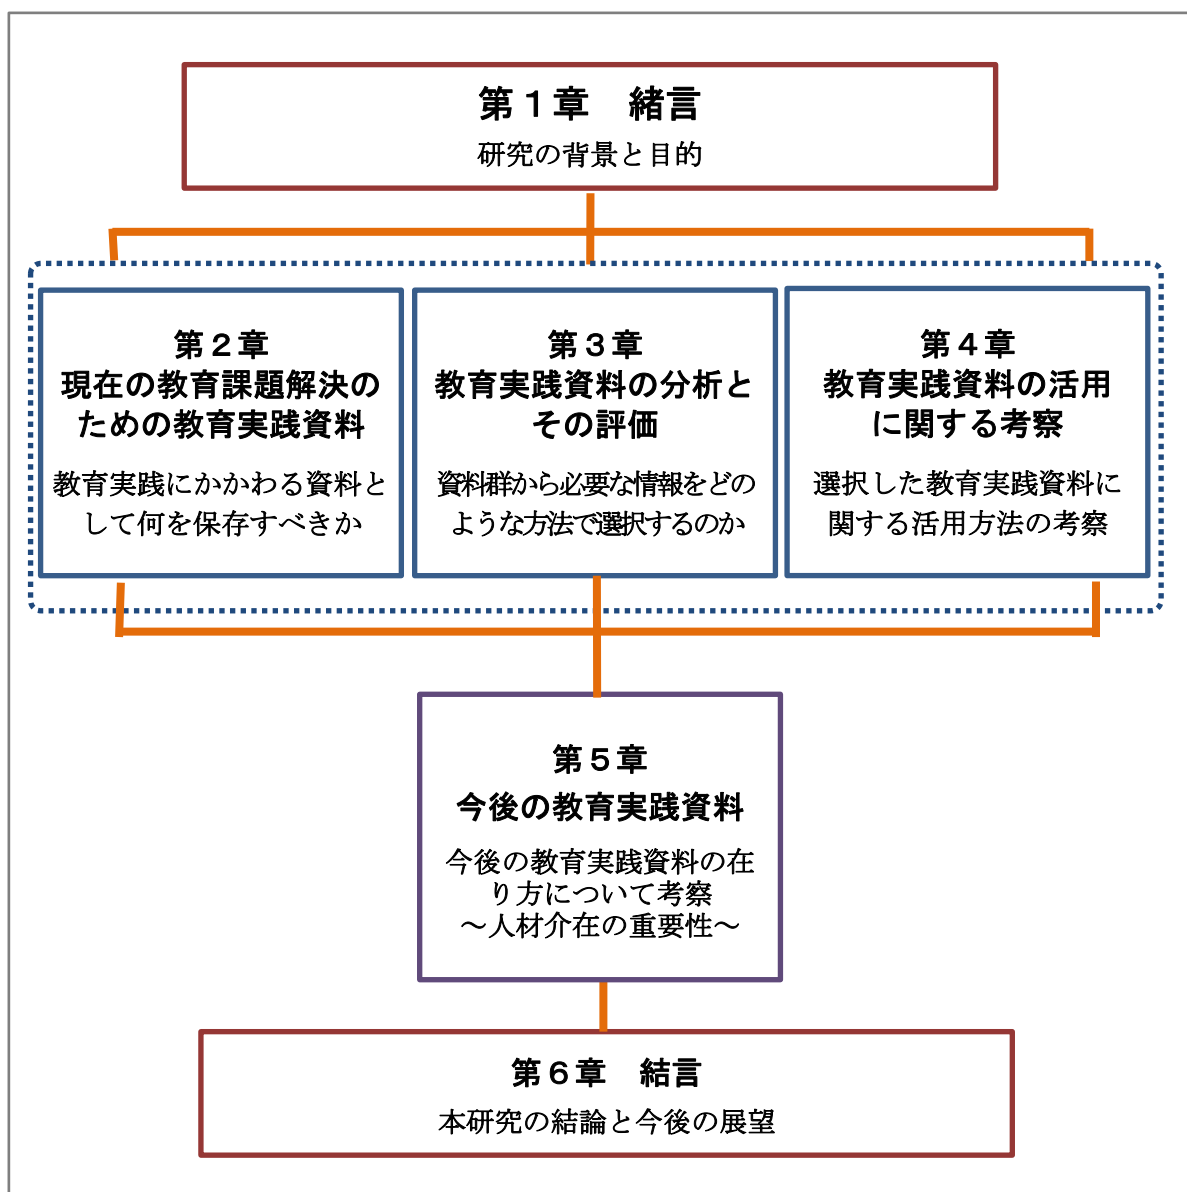 第１章　緒言
研究の背景と目的
第２章
現在の教育課題解決の
ための教育実践資料
教育実践にかかわる資料と
して何を保存すべきか
第３章
教育実践資料の分析と
その評価
資料群から必要な情報をどの
ような方法で選択するのか
第４章
教育実践資料の活用
に関する考察
選択した教育実践資料に
関する活用方法の考察
第５章
今後の教育実践資料
今後の教育実践資料の在
り方について考察
～人材介在の重要性～
第６章　結言
本研究の結論と今後の展望